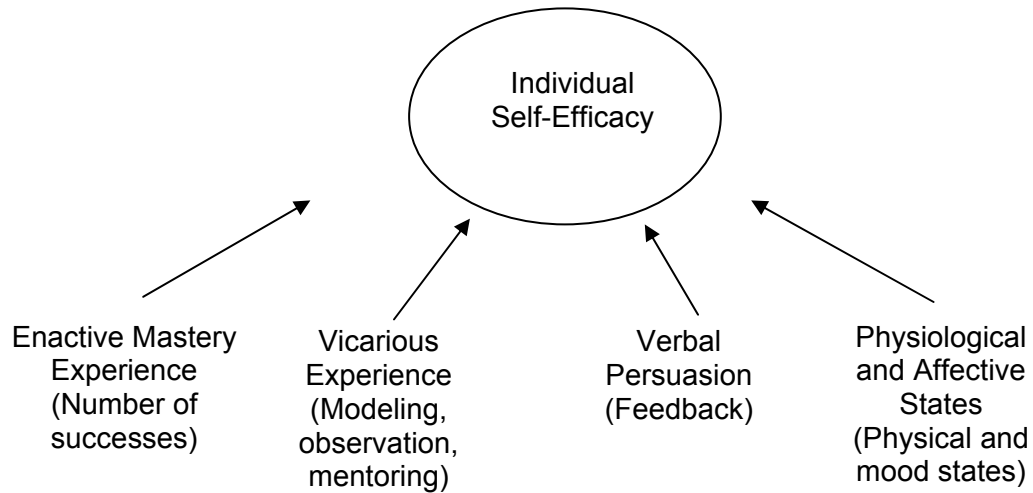 Individual
Self-Efficacy
Enactive Mastery
Experience
(Number of
successes)
Vicarious
Experience
(Modeling,
observation,
mentoring)
Verbal
Persuasion
(Feedback)
Physiological
and Affective
States
(Physical and
mood states)